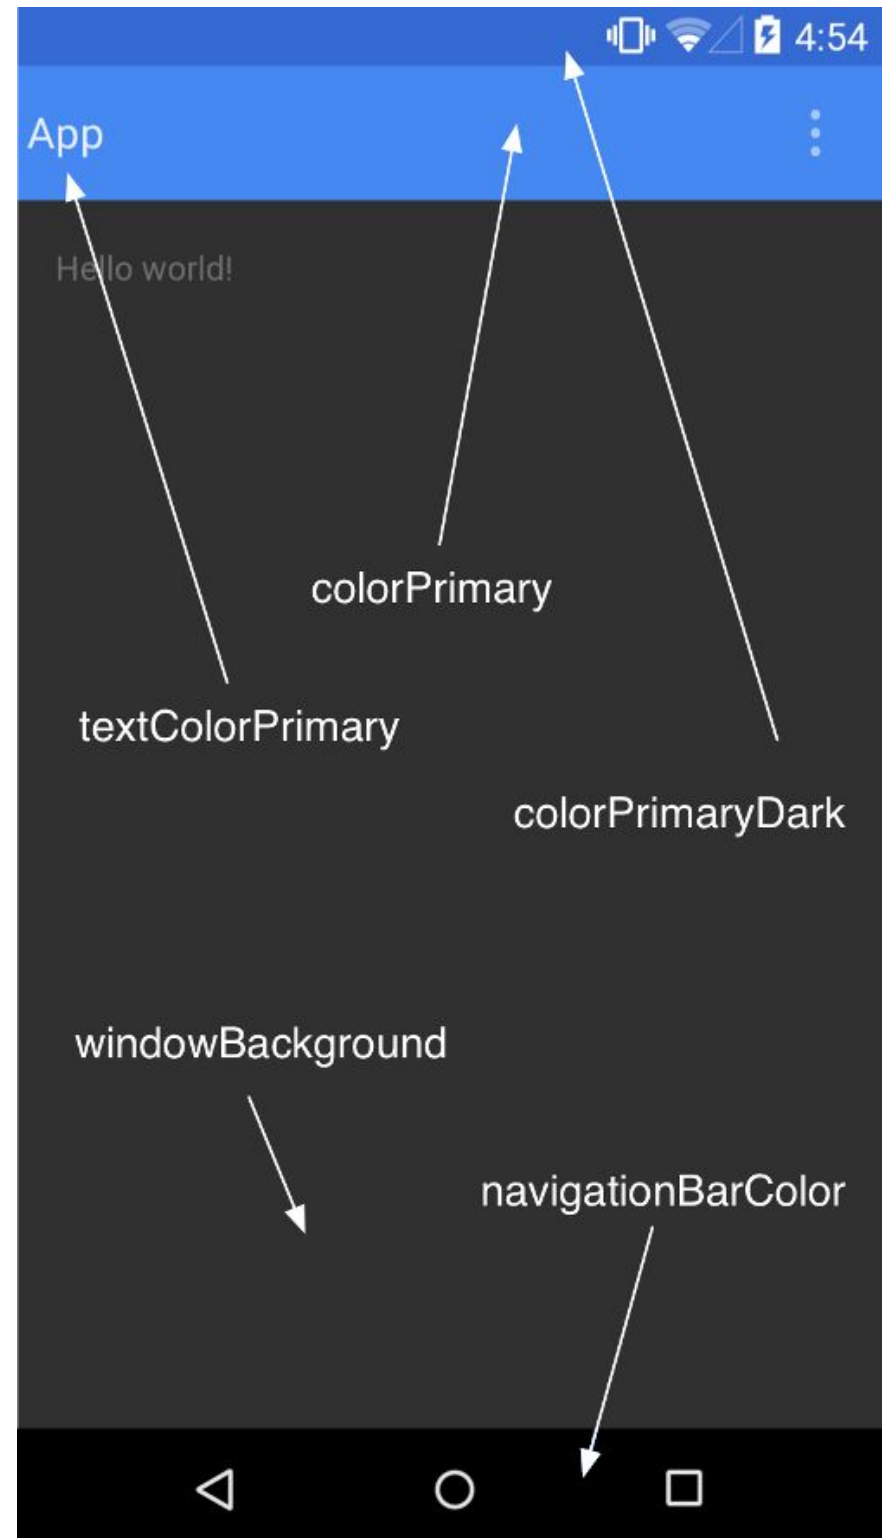 4:54
App
Hello world!
colorPrimary
textColorPrimary
colorPrimaryDark
windowBackground
navigationBarColor